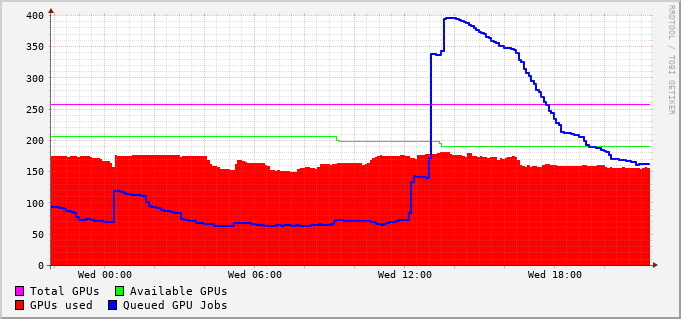 400
350
300
250
200
150
100
50
0
Wed 00:00 Wed 06:00 Wed 12:00 Wed 18:00
Total GPUs Available GPUs
GPUs used Queued GPU Jobs
RRDTOOL / TOBI OETIKER